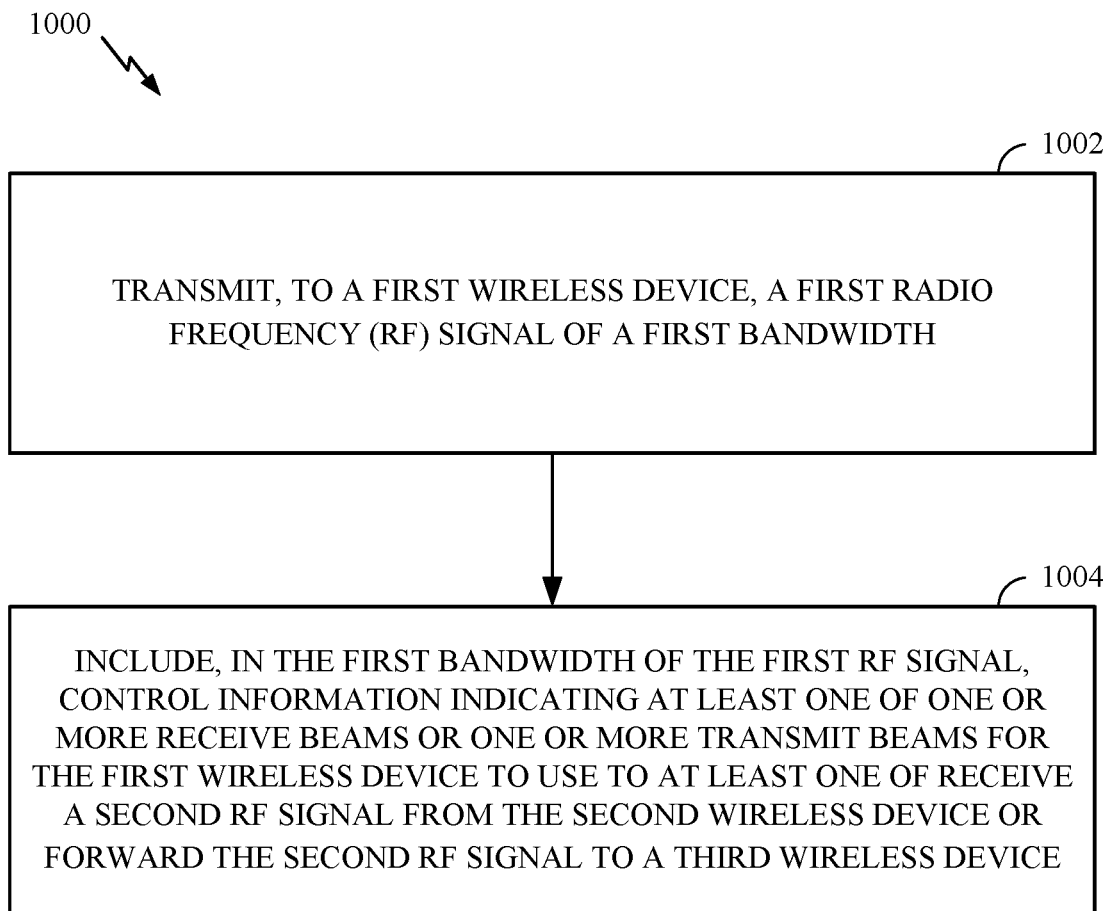 1000
1002
TRANSMIT, TO A FIRST WIRELESS DEVICE, A FIRST RADIO
FREQUENCY (RF) SIGNAL OF A FIRST BANDWIDTH
1004
INCLUDE, IN THE FIRST BANDWIDTH OF THE FIRST RF SIGNAL,
CONTROL INFORMATION INDICATING AT LEAST ONE OF ONE OR
MORE RECEIVE BEAMS OR ONE OR MORE TRANSMIT BEAMS FOR
THE FIRST WIRELESS DEVICE TO USE TO AT LEAST ONE OF RECEIVE
A SECOND RF SIGNAL FROM THE SECOND WIRELESS DEVICE OR
FORWARD THE SECOND RF SIGNAL TO A THIRD WIRELESS DEVICE